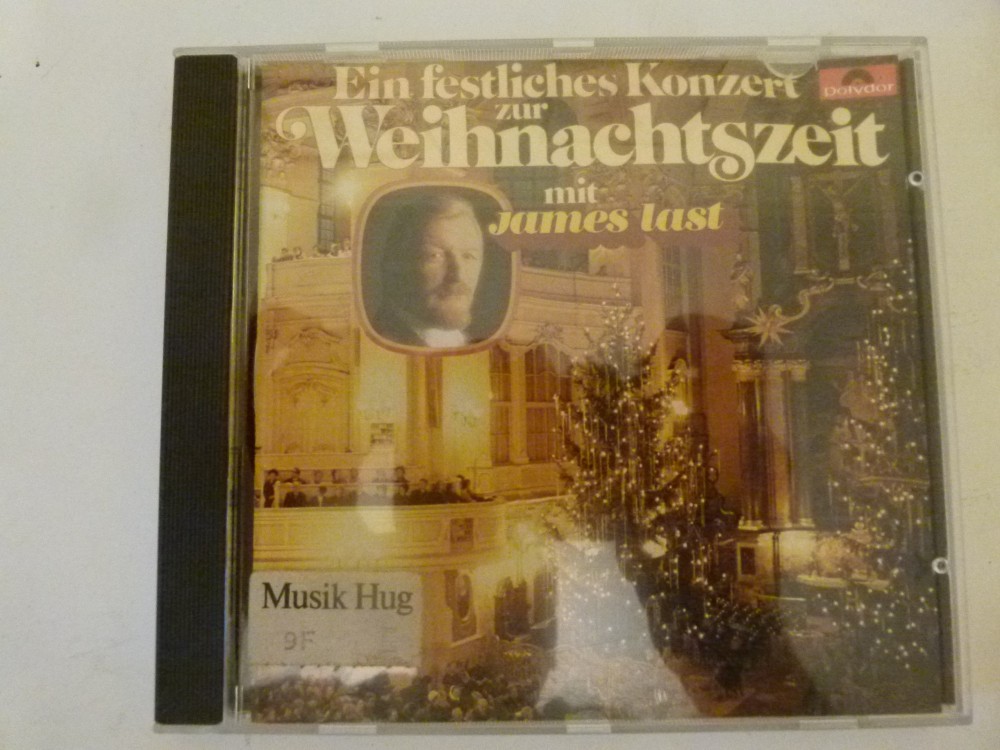 Ein festliches Konzert
zur
Weihnachtszeit
mit
James last
Polydor
Musik Hug
9F